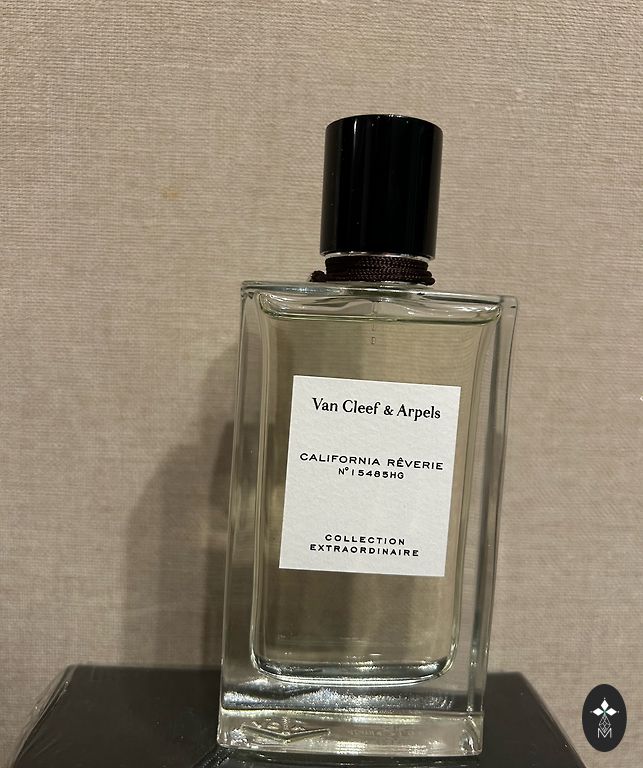 Van Cleef & Arpels
CALIFORNIA RÊVERIE
N°15485HG
COLLECTION
EXTRAORDINAIRE